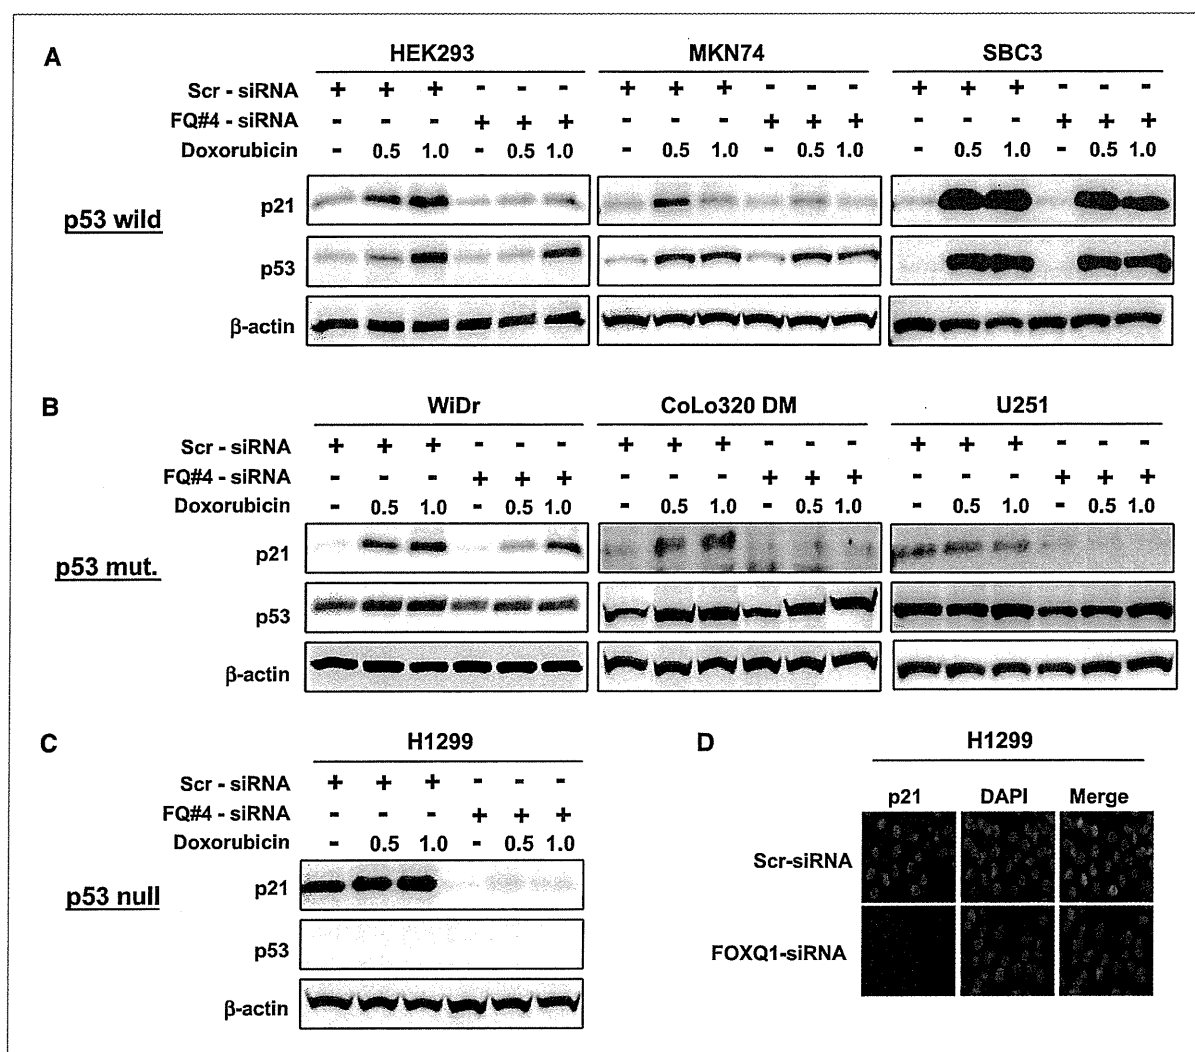 A
HEK293 MKN74 SBC3
Scr - siRNA + + + - - - + + + - - - + + + - - -
FQ#4 - siRNA - - - + + + - - - + + + - - - + + +
Doxorubicin - 0.5 1.0 - 0.5 1.0 - 0.5 1.0 - 0.5 1.0 - 0.5 1.0 - 0.5 1.0
p53 wild
p21
p53
β-actin
B
WiDr CoLo320 DM U251
Scr - siRNA + + + - - - + + + - - - + + + - - -
FQ#4 - siRNA - - - + + + - - - + + + - - - + + +
Doxorubicin - 0.5 1.0 - 0.5 1.0 - 0.5 1.0 - 0.5 1.0 - 0.5 1.0 - 0.5 1.0
p53 mut.
p21
p53
β-actin
C
H1299
Scr - siRNA + + + - - -
FQ#4 - siRNA - - - + + +
Doxorubicin - 0.5 1.0 - 0.5 1.0
p53 null
p21
p53
β-actin
D
H1299
p21 DAPI Merge
Scr-siRNA
FOXQ1-siRNA